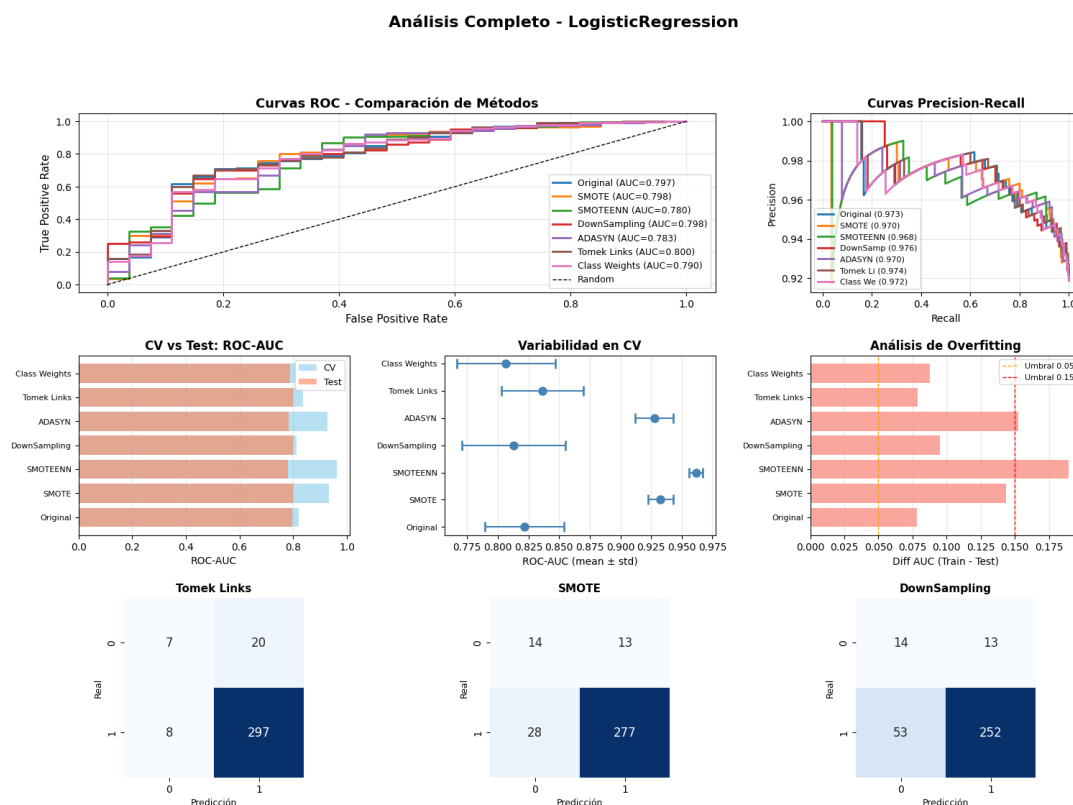 Análisis Completo - LogisticRegression
Curvas ROC - Comparación de Métodos
True Positive Rate
1.0
0.8
0.6
0.4
0.2
0.0
Original (AUC=0.797)
SMOTE (AUC=0.798)
SMOTEENN (AUC=0.780)
DownSampling (AUC=0.798)
ADASYN (AUC=0.783)
Tomek Links (AUC=0.800)
Class Weights (AUC=0.790)
Random
0.0 0.2 0.4 0.6 0.8 1.0
False Positive Rate
Curvas Precision-Recall
Precision
1.00
0.98
0.96
0.94
0.92
Original (0.973)
SMOTE (0.970)
SMOTEENN (0.968)
DownSamp (0.976)
ADASYN (0.970)
Tomek Li (0.974)
Class We (0.972)
0.0 0.2 0.4 0.6 0.8 1.0
Recall
CV vs Test: ROC-AUC
CV
Test
Class Weights
Tomek Links
ADASYN
DownSampling
SMOTEENN
SMOTE
Original
0.0 0.2 0.4 0.6 0.8 1.0
ROC-AUC
Variabilidad en CV
Class Weights
Tomek Links
ADASYN
DownSampling
SMOTEENN
SMOTE
Original
0.775 0.800 0.825 0.850 0.875 0.900 0.925 0.950 0.975
ROC-AUC (mean ± std)
Análisis de Overfitting
Umbral 0.05
Umbral 0.15
Class Weights
Tomek Links
ADASYN
DownSampling
SMOTEENN
SMOTE
Original
0.000 0.025 0.050 0.075 0.100 0.125 0.150 0.175
Diff AUC (Train - Test)
Tomek Links
Real
0
1
7 20
8 297
0 1
Predicción
SMOTE
Real
0
1
14 13
28 277
0 1
Predicción
DownSampling
Real
0
1
14 13
53 252
0 1
Predicción